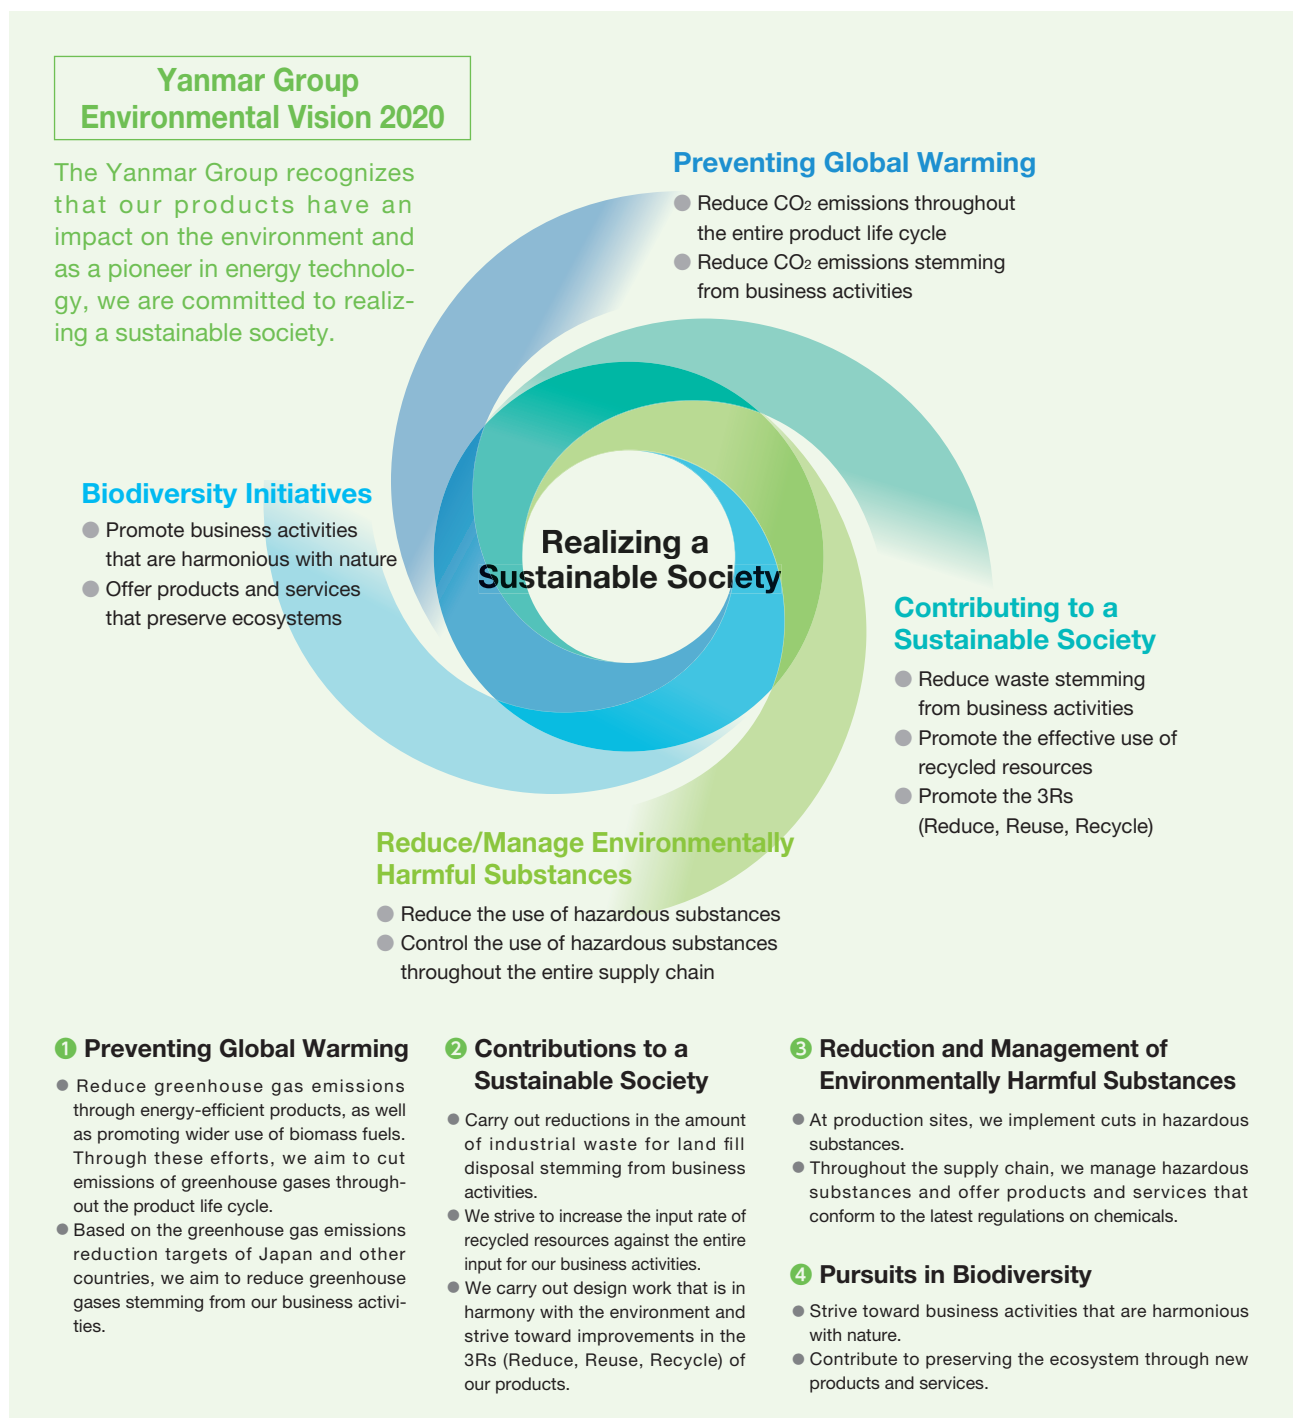 Yanmar Group
Environmental Vision 2020
The Yanmar Group recognizes
that our products have an
impact on the environment and
as a pioneer in energy technolo-
gy, we are committed to realiz-
ing a sustainable society.
Preventing Global Warming
● Reduce CO2 emissions throughout
the entire product life cycle
● Reduce CO2 emissions stemming
from business activities
Biodiversity Initiatives
● Promote business activities
that are harmonious with nature
● Offer products and services
that preserve ecosystems
Realizing a
Sustainable Society
Contributing to a
Sustainable Society
● Reduce waste stemming
from business activities
● Promote the effective use of
recycled resources
● Promote the 3Rs
(Reduce, Reuse, Recycle)
Reduce/Manage Environmentally
Harmful Substances
● Reduce the use of hazardous substances
● Control the use of hazardous substances
throughout the entire supply chain
❶ Preventing Global Warming
● Reduce greenhouse gas emissions
through energy-efficient products, as well
as promoting wider use of biomass fuels.
Through these efforts, we aim to cut
emissions of greenhouse gases through-
out the product life cycle.
● Based on the greenhouse gas emissions
reduction targets of Japan and other
countries, we aim to reduce greenhouse
gases stemming from our business activi-
ties.
❷ Contributions to a
Sustainable Society
● Carry out reductions in the amount
of industrial waste for land fill
disposal stemming from business
activities.
● We strive to increase the input rate of
recycled resources against the entire
input for our business activities.
● We carry out design work that is in
harmony with the environment and
strive toward improvements in the
3Rs (Reduce, Reuse, Recycle) of
our products.
❸ Reduction and Management of
Environmentally Harmful Substances
● At production sites, we implement cuts in hazardous
substances.
● Throughout the supply chain, we manage hazardous
substances and offer products and services that
conform to the latest regulations on chemicals.
❹ Pursuits in Biodiversity
● Strive toward business activities that are harmonious
with nature.
● Contribute to preserving the ecosystem through new
products and services.